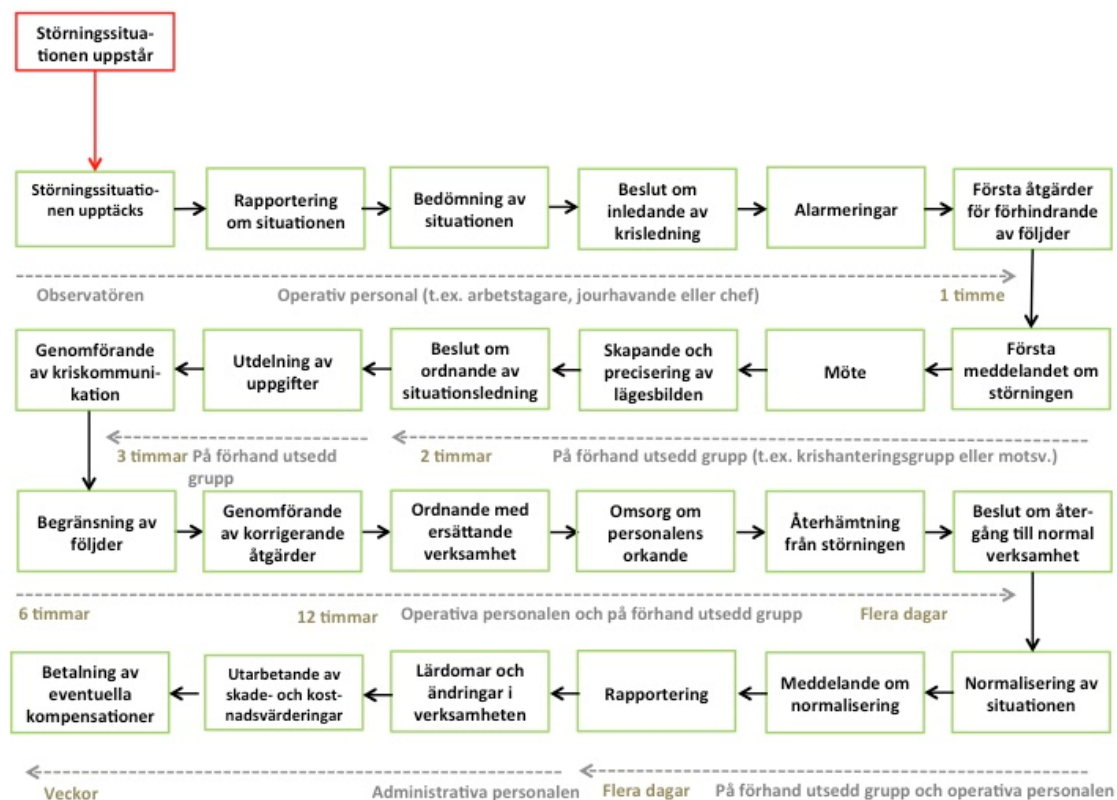 Störningssitua-
tionen uppstår
Störningssituatio-
nen upptäcks
Rapportering
om situationen
Bedömning av
situationen
Beslut om
inledande av
krisledning
Alarmeringar
Första åtgärder
för förhindrande
av följder
Observatören
Operativ personal (t.ex. arbetstagare, jourhavande eller chef)
1 timme
Genomförande
av kriskommuni-
kation
Utdelning av
uppgifter
Beslut om
ordnande av
situationsledning
Skapande och
precisering av
lägesbilden
Möte
Första
meddelandet om
störningen
3 timmar På förhand utsedd
grupp
2 timmar
På förhand utsedd grupp (t.ex. krishanteringsgrupp eller motsv.)
Begränsning av
följder
Genomförande
av korrigerande
åtgärder
Ordnande med
ersättande
verksamhet
Omsorg om
personalens
orkande
Återhämtning
från störningen
Beslut om åter-
gång till normal
verksamhet
6 timmar
12 timmar
Operativa personalen och på förhand utsedd grupp
Flera dagar
Betalning av
eventuella
kompensationer
Utarbetande av
skade- och kost-
nadsvärderingar
Lärdomar och
ändringar i
verksamheten
Rapportering
Meddelande om
normalisering
Normalisering av
situationen
Veckor
Administrativa personalen
Flera dagar
På förhand utsedd grupp och operativa personalen